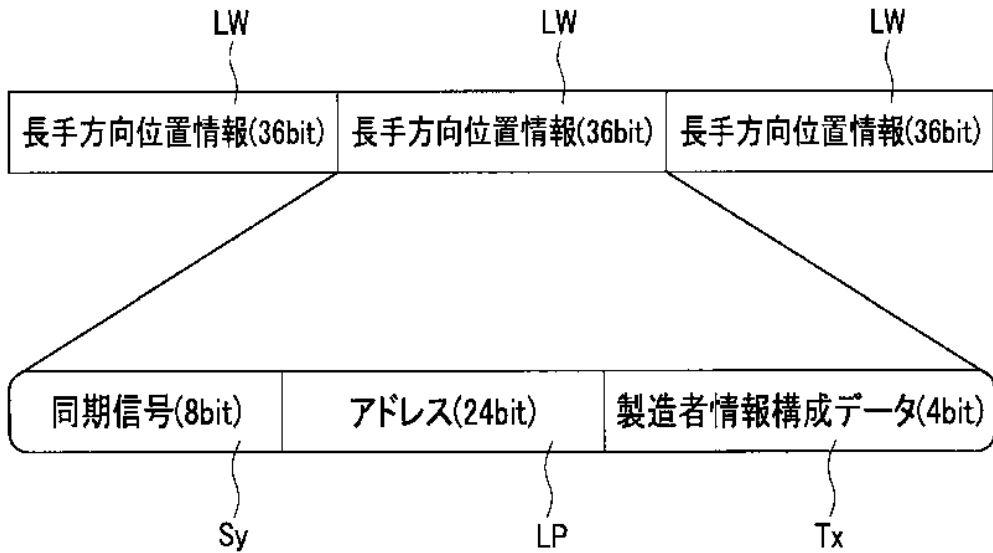 LW LW LW
長手方向位置情報(36bit) 長手方向位置情報(36bit) 長手方向位置情報(36bit)
同期信号(8bit) アドレス(24bit) 製造者情報構成データ(4bit)
Sy LP Tx